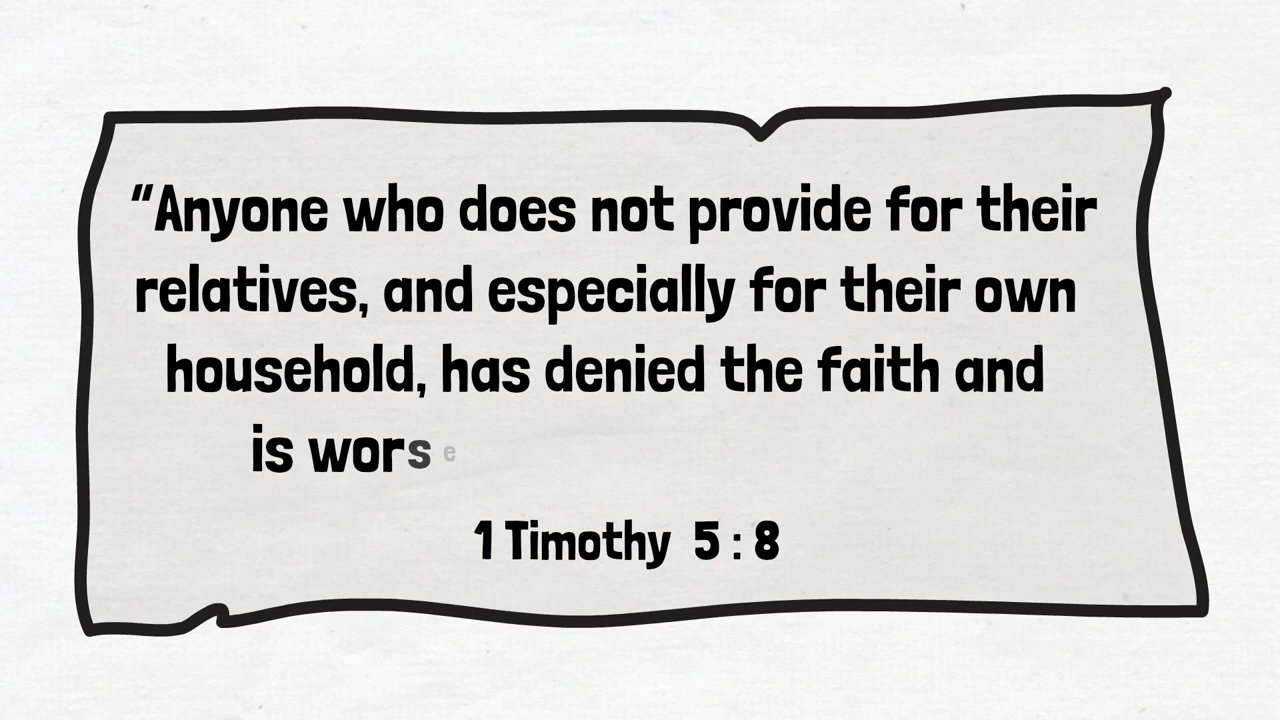 “Anyone who does not provide for their
relatives, and especially for their own
household, has denied the faith and
is worse
1 Timothy 5 : 8